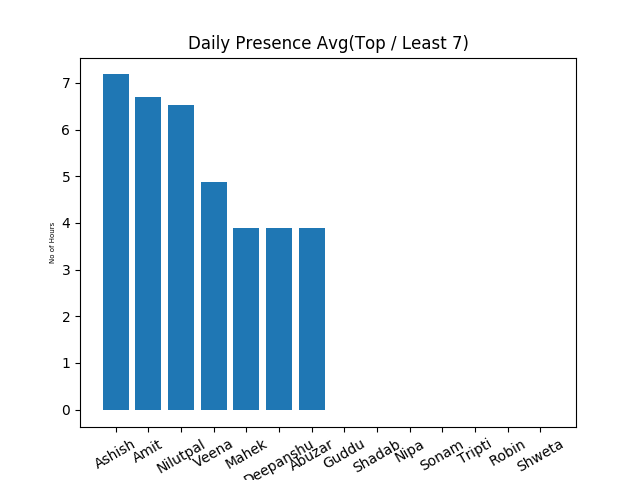 Daily Presence Avg(Top / Least 7)
No of Hours
7
6
5
4
3
2
1
0
Ashish
Amit
Nilutpal
Veena
Mahek
Deepanshu
Abuzar
Guddu
Shadab
Nipa
Sonam
Tripti
Robin
Shweta